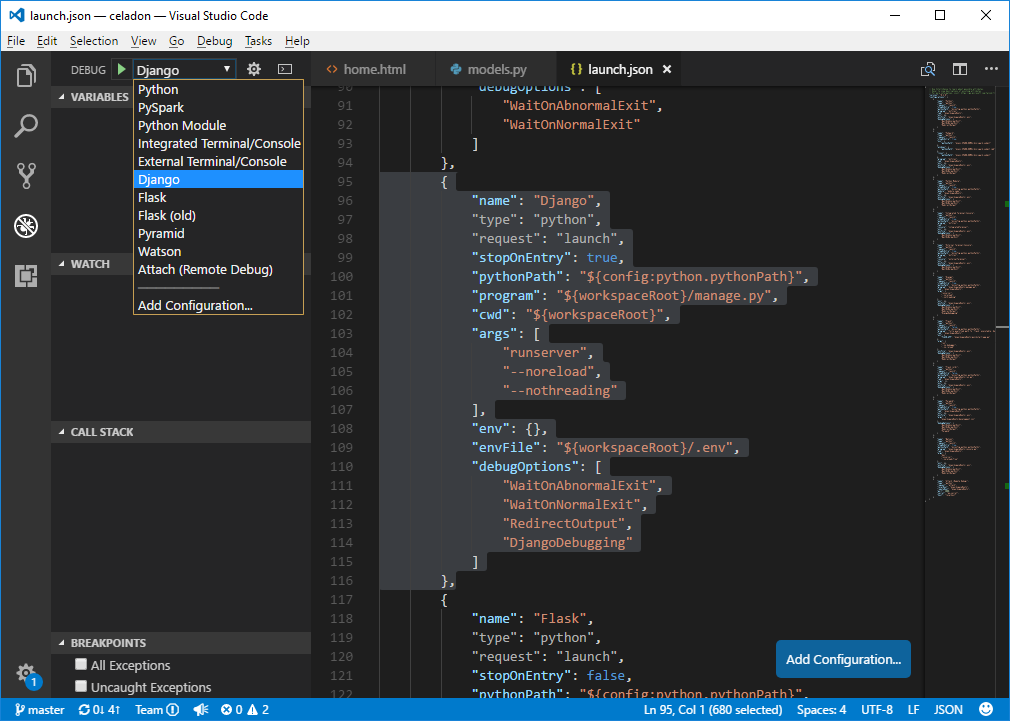 launch.json — celadon — Visual Studio Code
File Edit Selection View Go Debug Tasks Help
DEBUG Django
home.html models.py {} launch.json
Python
PySpark
Python Module
Integrated Terminal/Console
External Terminal/Console
Django
Flask
Flask (old)
Pyramid
Watson
Attach (Remote Debug)
Add Configuration...
VARIABLES
WATCH
CALL STACK
BREAKPOINTS
All Exceptions
Uncaught Exceptions
1
90 "debugOptions": [
91 "WaitOnAbnormalExit",
92 "WaitOnNormalExit"
93 ]
94 },
95 {
96 "name": "Django",
97 "type": "python",
98 "request": "launch",
99 "stopOnEntry": true,
100 "pythonPath": "${config:python.pythonPath}",
101 "program": "${workspaceRoot}/manage.py",
102 "cwd": "${workspaceRoot}",
103 "args": [
104 "runserver",
105 "--noreload",
106 "--nothreading"
107 ],
108 "env": {},
109 "envFile": "${workspaceRoot}/.env",
110 "debugOptions": [
111 "WaitOnAbnormalExit",
112 "WaitOnNormalExit",
113 "RedirectOutput",
114 "DjangoDebugging"
115 ]
116 },
117 {
118 "name": "Flask",
119 "type": "python",
120 "request": "launch",
121 "stopOnEntry": false,
122 "pythonPath": "${config:python.pythonPath}",
Add Configuration...
master 0↓ 4↑ Team 0 2 Ln 95, Col 1 (680 selected) Spaces: 4 UTF-8 LF JSON